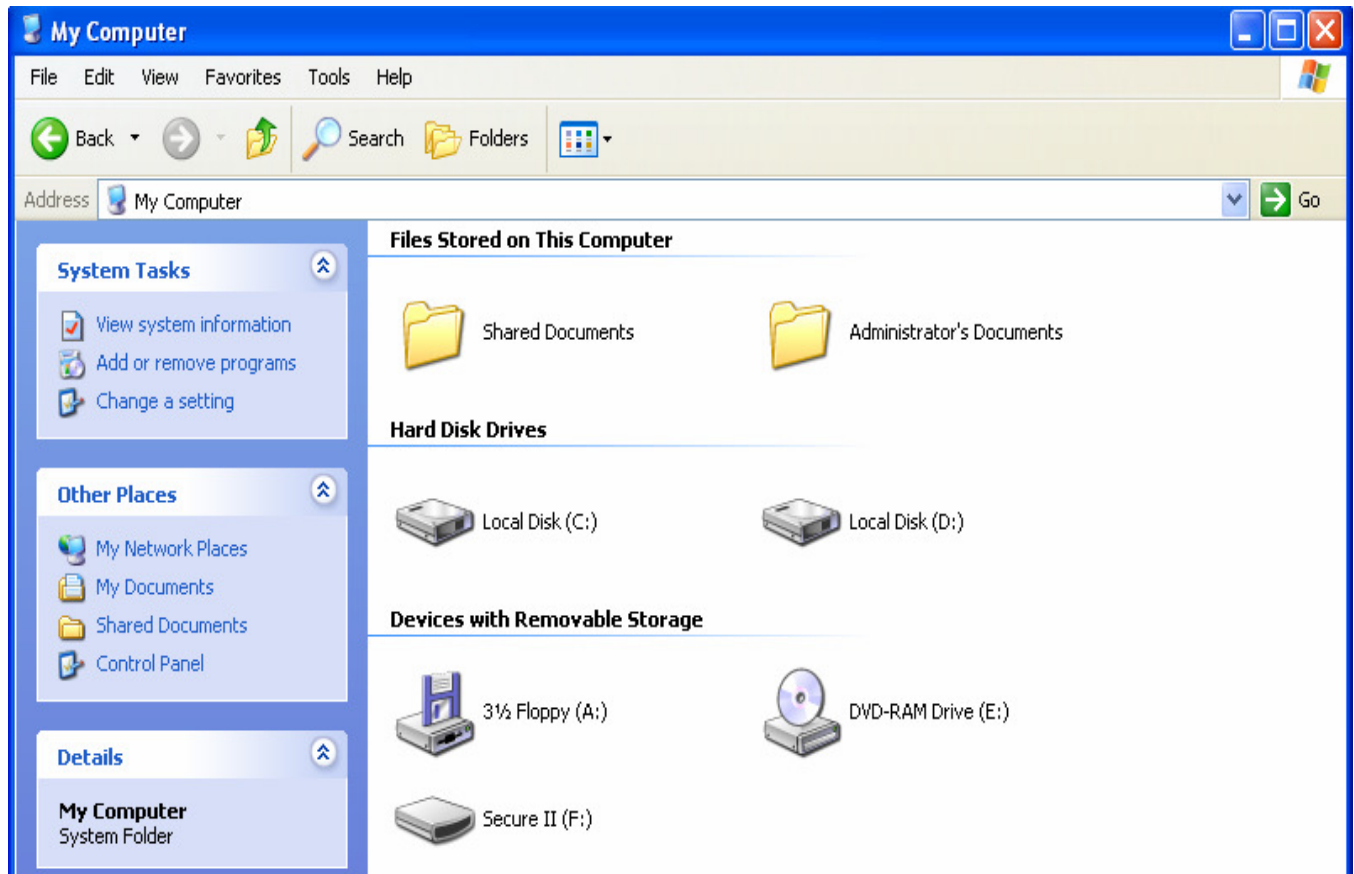 My Computer
File Edit View Favorites Tools Help
Back Search Folders
Address My Computer Go
System Tasks
View system information
Add or remove programs
Change a setting
Other Places
My Network Places
My Documents
Shared Documents
Control Panel
Details
My Computer
System Folder
Files Stored on This Computer
Shared Documents
Administrator's Documents
Hard Disk Drives
Local Disk (C:)
Local Disk (D:)
Devices with Removable Storage
3½ Floppy (A:)
DVD-RAM Drive (E:)
Secure II (F:)